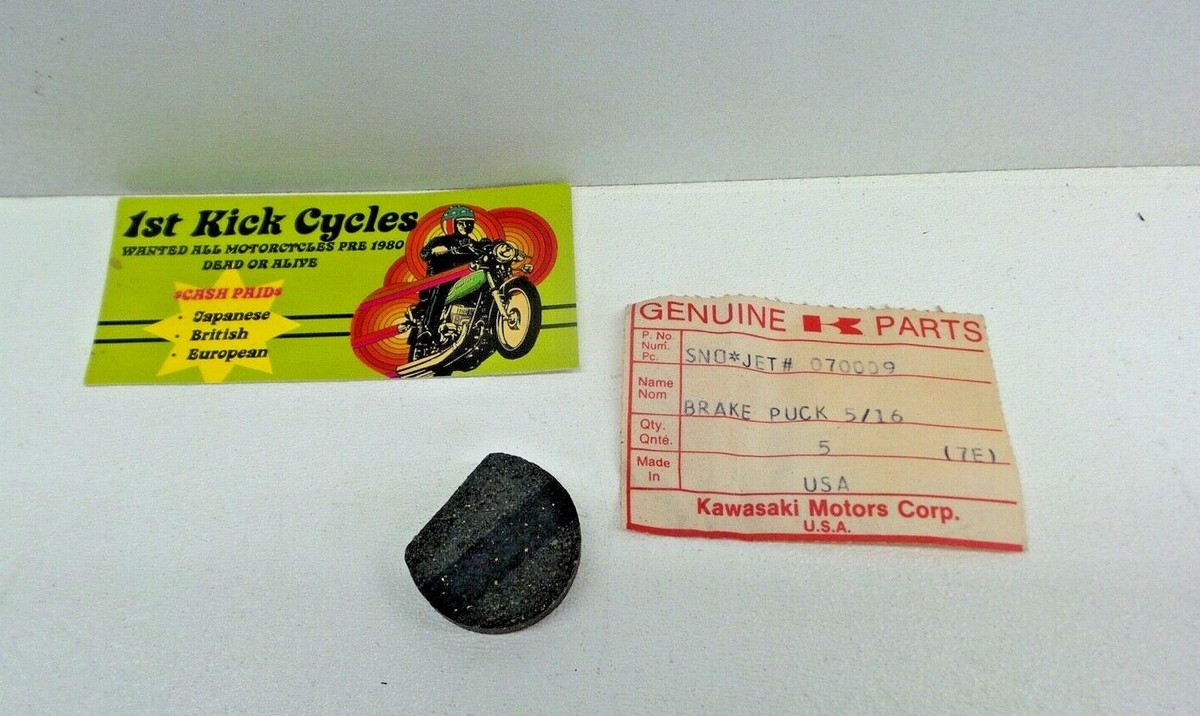 1st Kick Cycles
WANTED ALL MOTORCYCLES PRE 1980
DEAD OR ALIVE
$CASH PAID$
· Japanese
· British
· European
GENUINE K PARTS
P. No
Num.
Pc.
SNO*JET# 070009
Name
Nom
BRAKE PUCK 5/16
Qty.
Qnté.
5 (7E)
Made
In
USA
Kawasaki Motors Corp.
U.S.A.